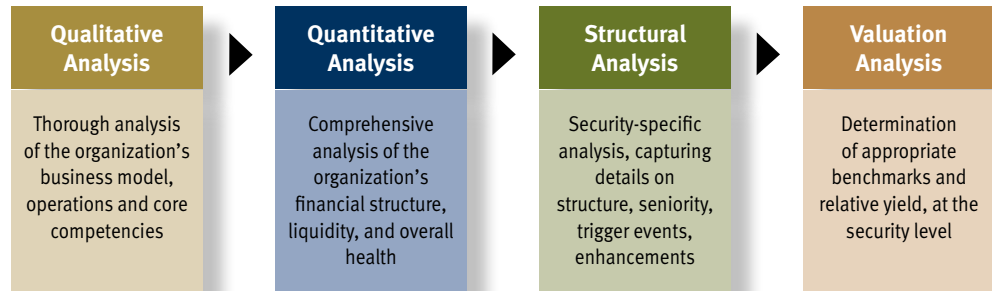 Qualitative
Analysis
Thorough analysis
of the organization's
business model,
operations and core
competencies
Quantitative
Analysis
Comprehensive
analysis of the
organization's
financial structure,
liquidity, and overall
health
Structural
Analysis
Security-specific
analysis, capturing
details on
structure, seniority,
trigger events,
enhancements
Valuation
Analysis
Determination
of appropriate
benchmarks and
relative yield, at the
security level